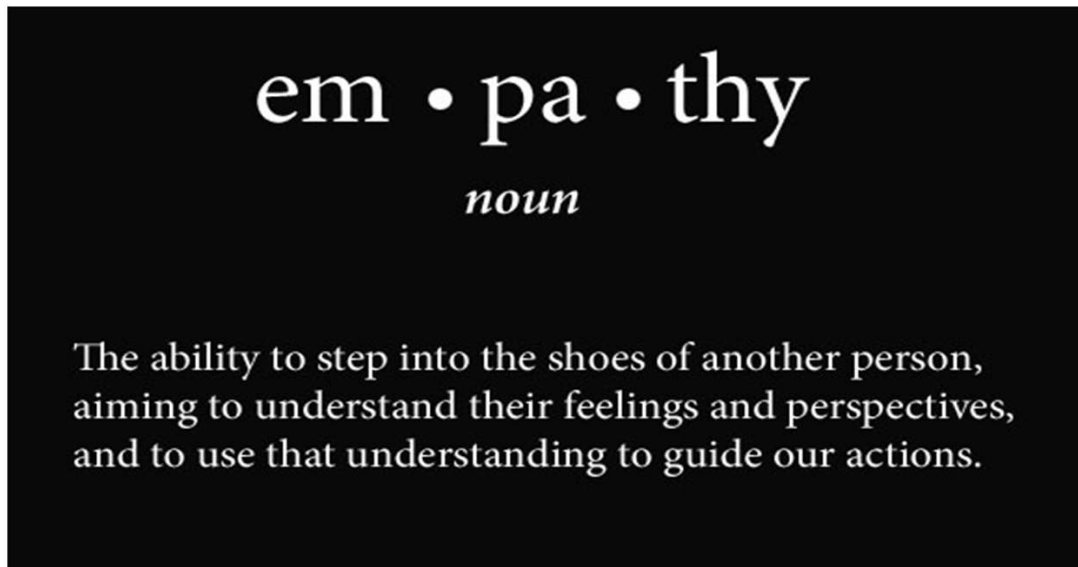 em • pa • thy
noun
The ability to step into the shoes of another person,
aiming to understand their feelings and perspectives,
and to use that understanding to guide our actions.